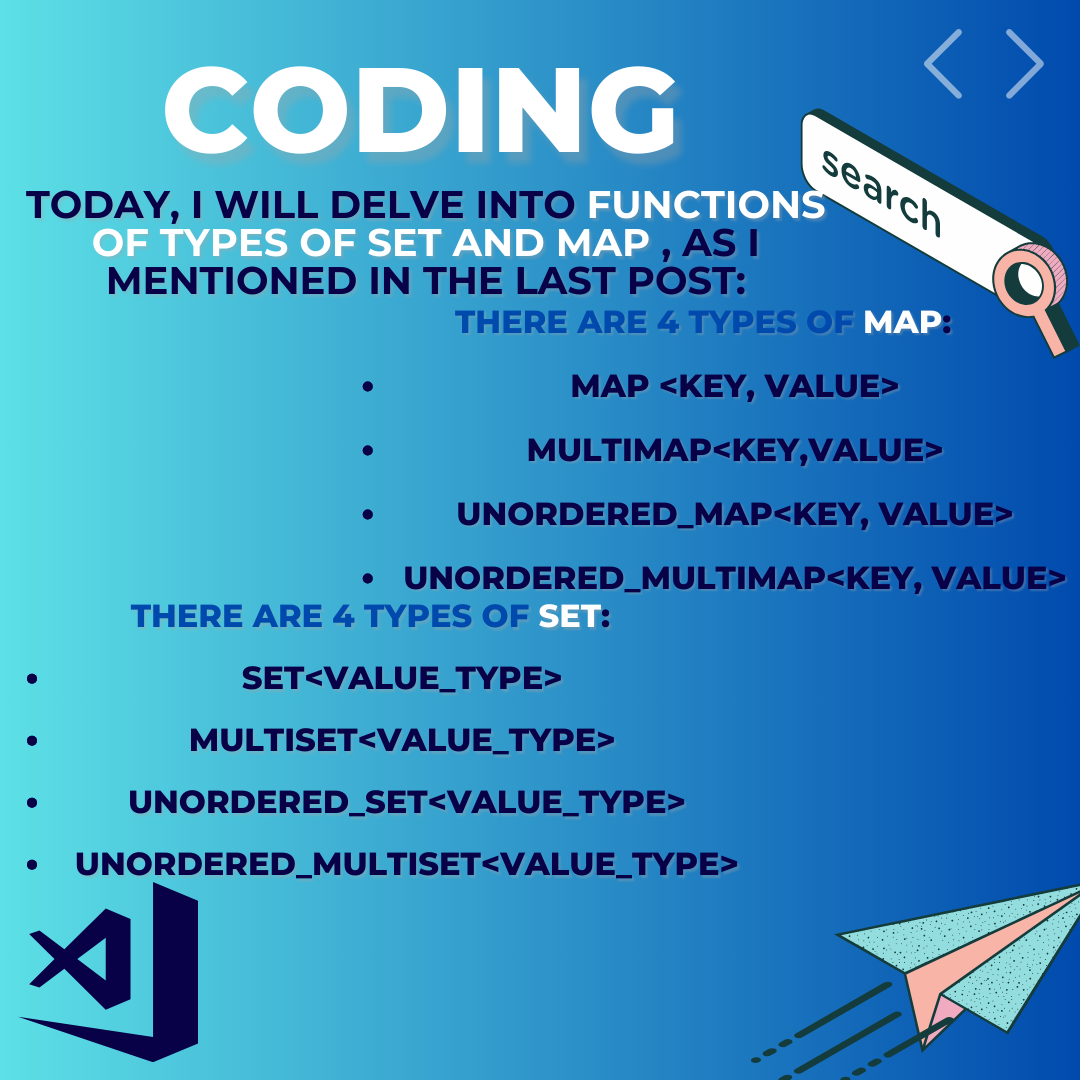 CODING
TODAY, I WILL DELVE INTO FUNCTIONS
OF TYPES OF SET AND MAP , AS I
MENTIONED IN THE LAST POST:
search
THERE ARE 4 TYPES OF MAP:
• MAP <KEY, VALUE>
• MULTIMAP<KEY,VALUE>
• UNORDERED_MAP<KEY, VALUE>
• UNORDERED_MULTIMAP<KEY, VALUE>
THERE ARE 4 TYPES OF SET:
• SET<VALUE_TYPE>
• MULTISET<VALUE_TYPE>
• UNORDERED_SET<VALUE_TYPE>
• UNORDERED_MULTISET<VALUE_TYPE>